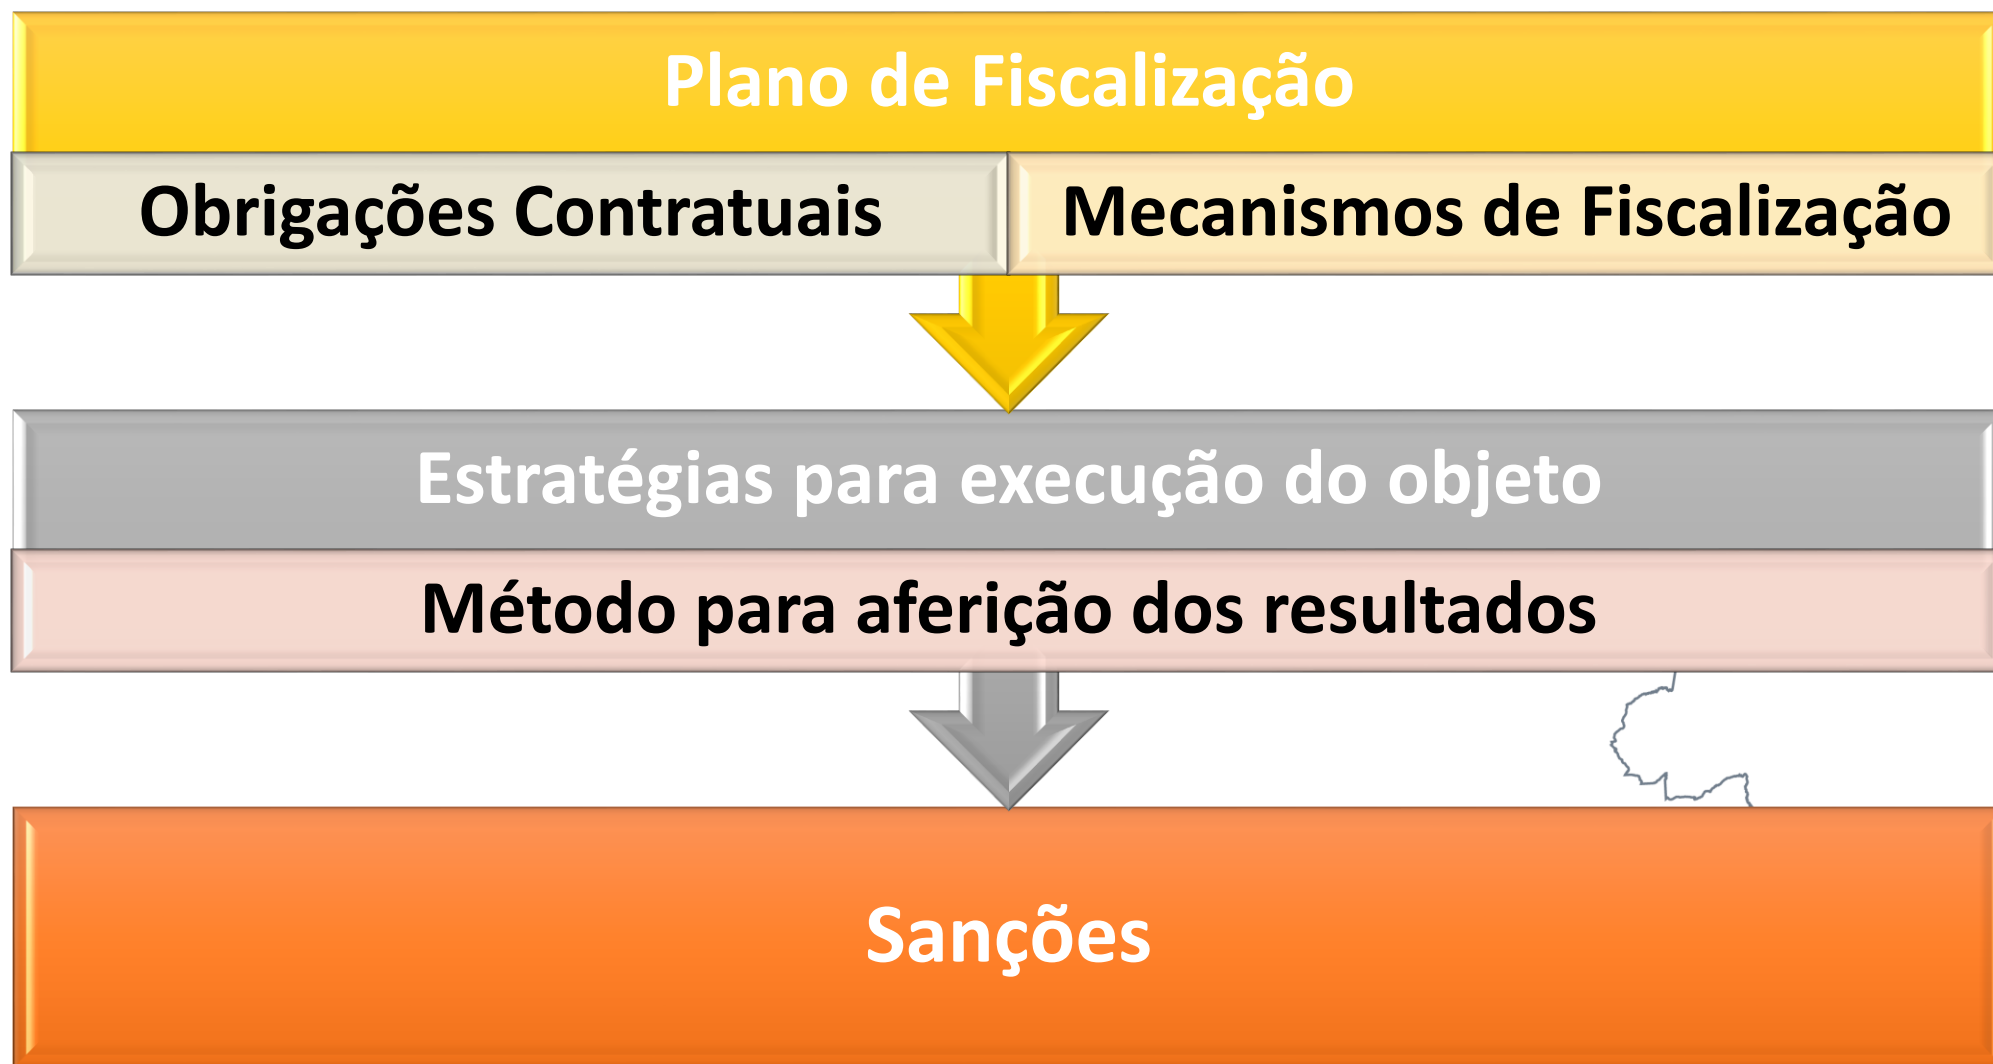 Plano de Fiscalização
Obrigações Contratuais
Mecanismos de Fiscalização
Estratégias para execução do objeto
Método para aferição dos resultados
Sanções